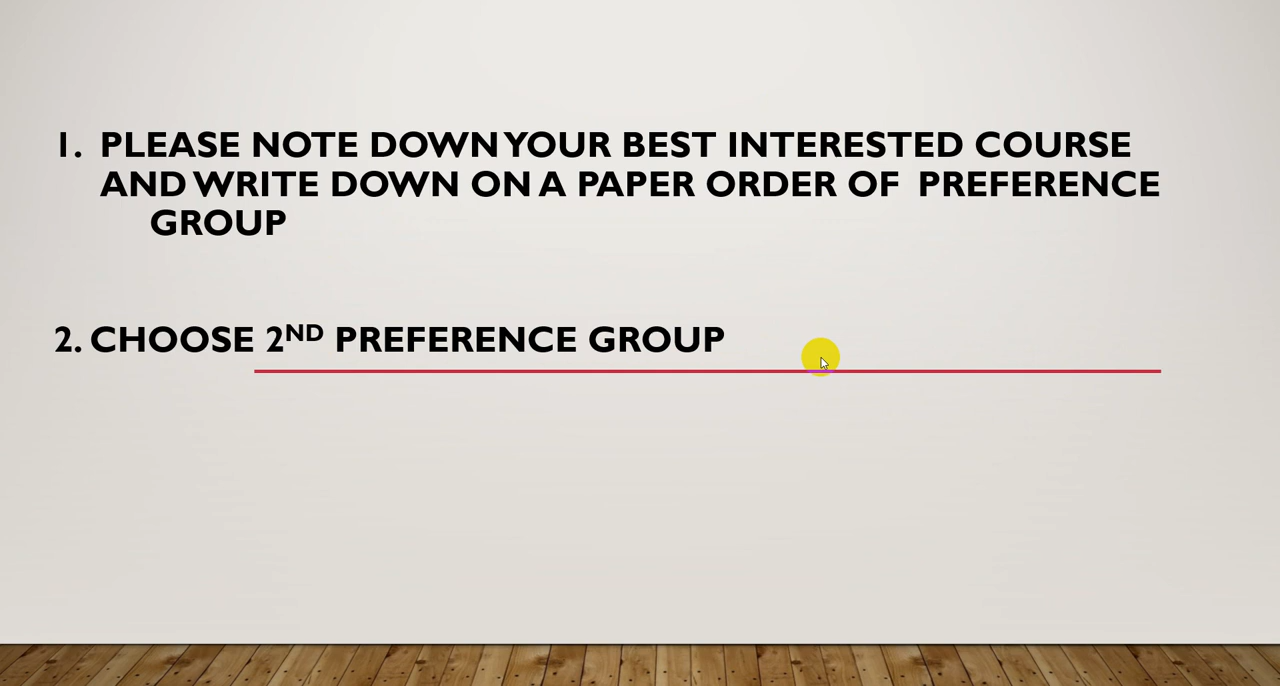 1. PLEASE NOTE DOWN YOUR BEST INTERESTED COURSE
AND WRITE DOWN ON A PAPER ORDER OF PREFERENCE
GROUP
2. CHOOSE 2ND PREFERENCE GROUP